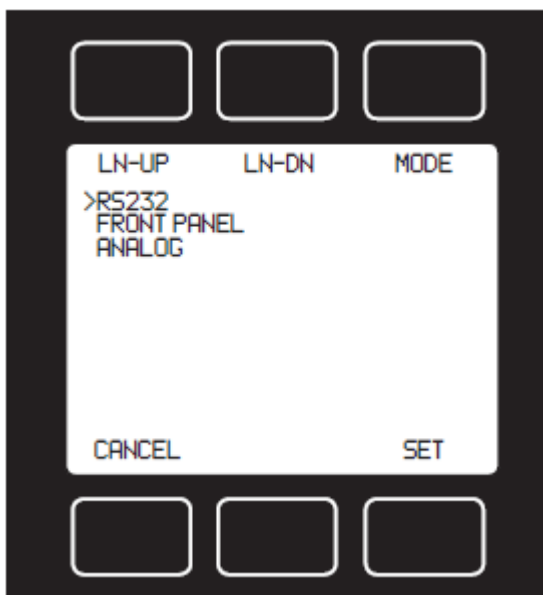 LN-UP LN-DN MODE
>RS232
FRONT PANEL
ANALOG
CANCEL SET